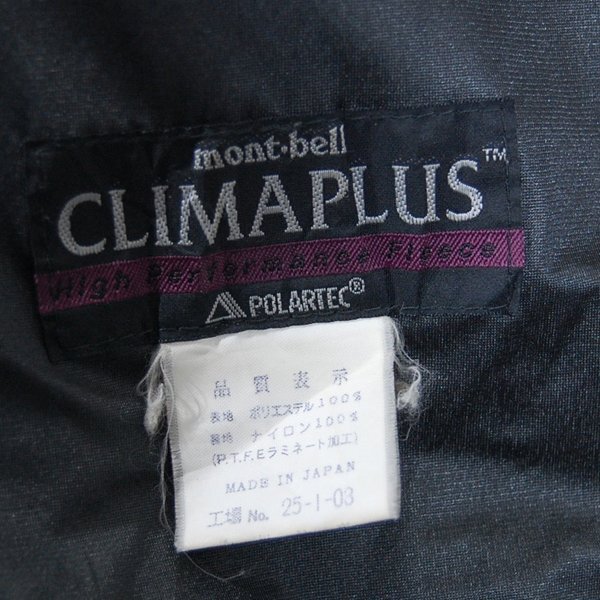 mont-bell
CLIMAPLUS™
High Performance Fleece
POLARTEC®
品質表示
表地 ポリエステル100%
裏地 ナイロン100%
(P.T.F.Eラミネート加工)
MADE IN JAPAN
工場 No. 25-1-03